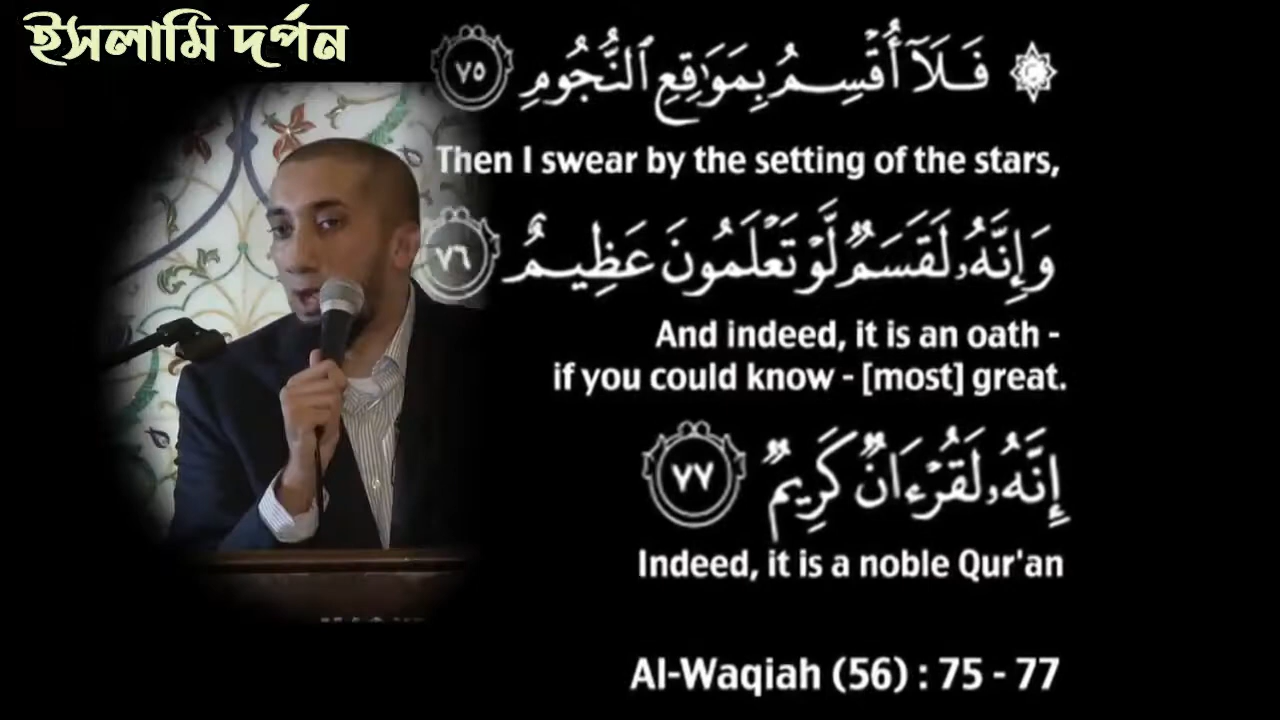 ইসলামি দর্পন
۞ فَلَآ أُقْسِمُ بِمَوَٰقِعِ ٱلنُّجُومِ ٧٥
Then I swear by the setting of the stars,
وَإِنَّهُۥ لَقَسَمٌ لَّوْ تَعْلَمُونَ عَظِيمٌ ٧٦
And indeed, it is an oath -
if you could know - [most] great.
إِنَّهُۥ لَقُرْءَانٌ كَرِيمٌ ٧٧
Indeed, it is a noble Qur'an
Al-Waqiah (56) : 75 - 77